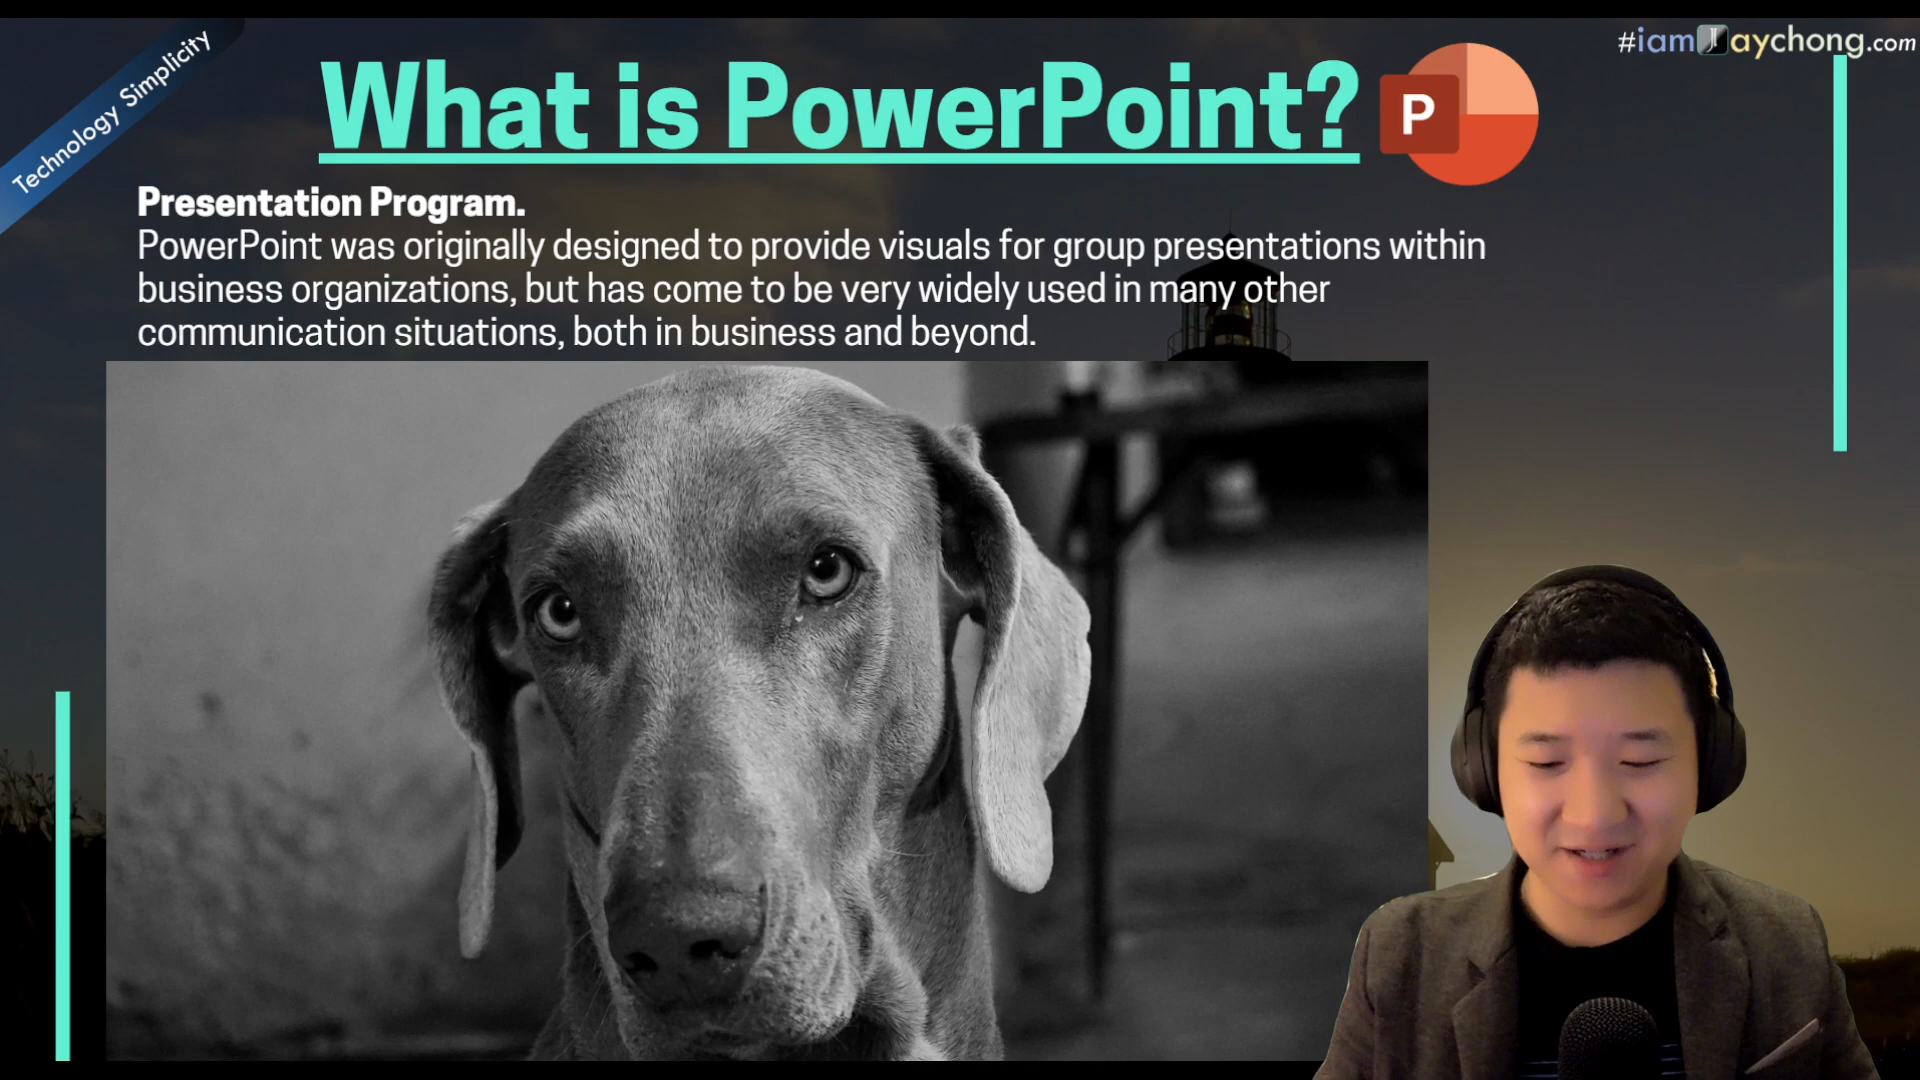 Technology Simplicity
#iamJaychong.com
What is PowerPoint?
P
Presentation Program.
PowerPoint was originally designed to provide visuals for group presentations within
business organizations, but has come to be very widely used in many other
communication situations, both in business and beyond.